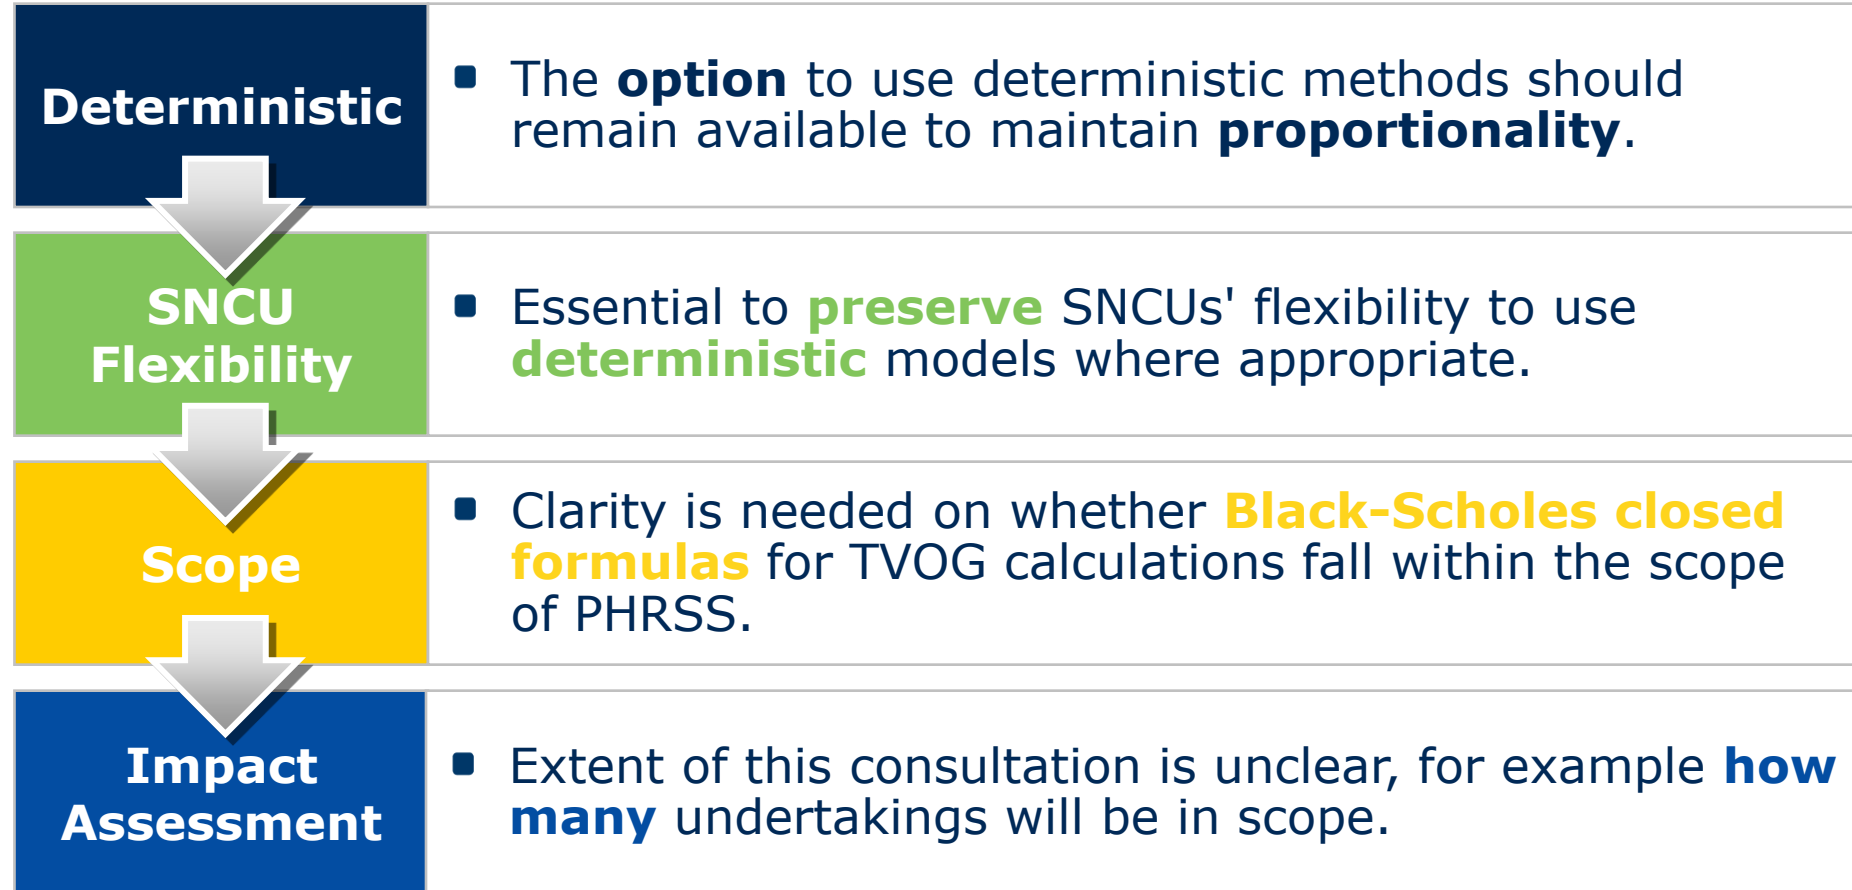 Deterministic
The option to use deterministic methods should
remain available to maintain proportionality.
SNCU
Flexibility
Essential to preserve SNCUs' flexibility to use
deterministic models where appropriate.
Scope
Clarity is needed on whether Black-Scholes closed
formulas for TVOG calculations fall within the scope
of PHRSS.
Impact
Assessment
Extent of this consultation is unclear, for example how
many undertakings will be in scope.